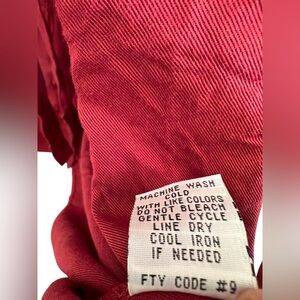 MACHINE WASH
COLD
WITH LIKE COLORS
DO NOT BLEACH
GENTLE CYCLE
LINE DRY
COOL IRON
IF NEEDED
FTY CODE #9